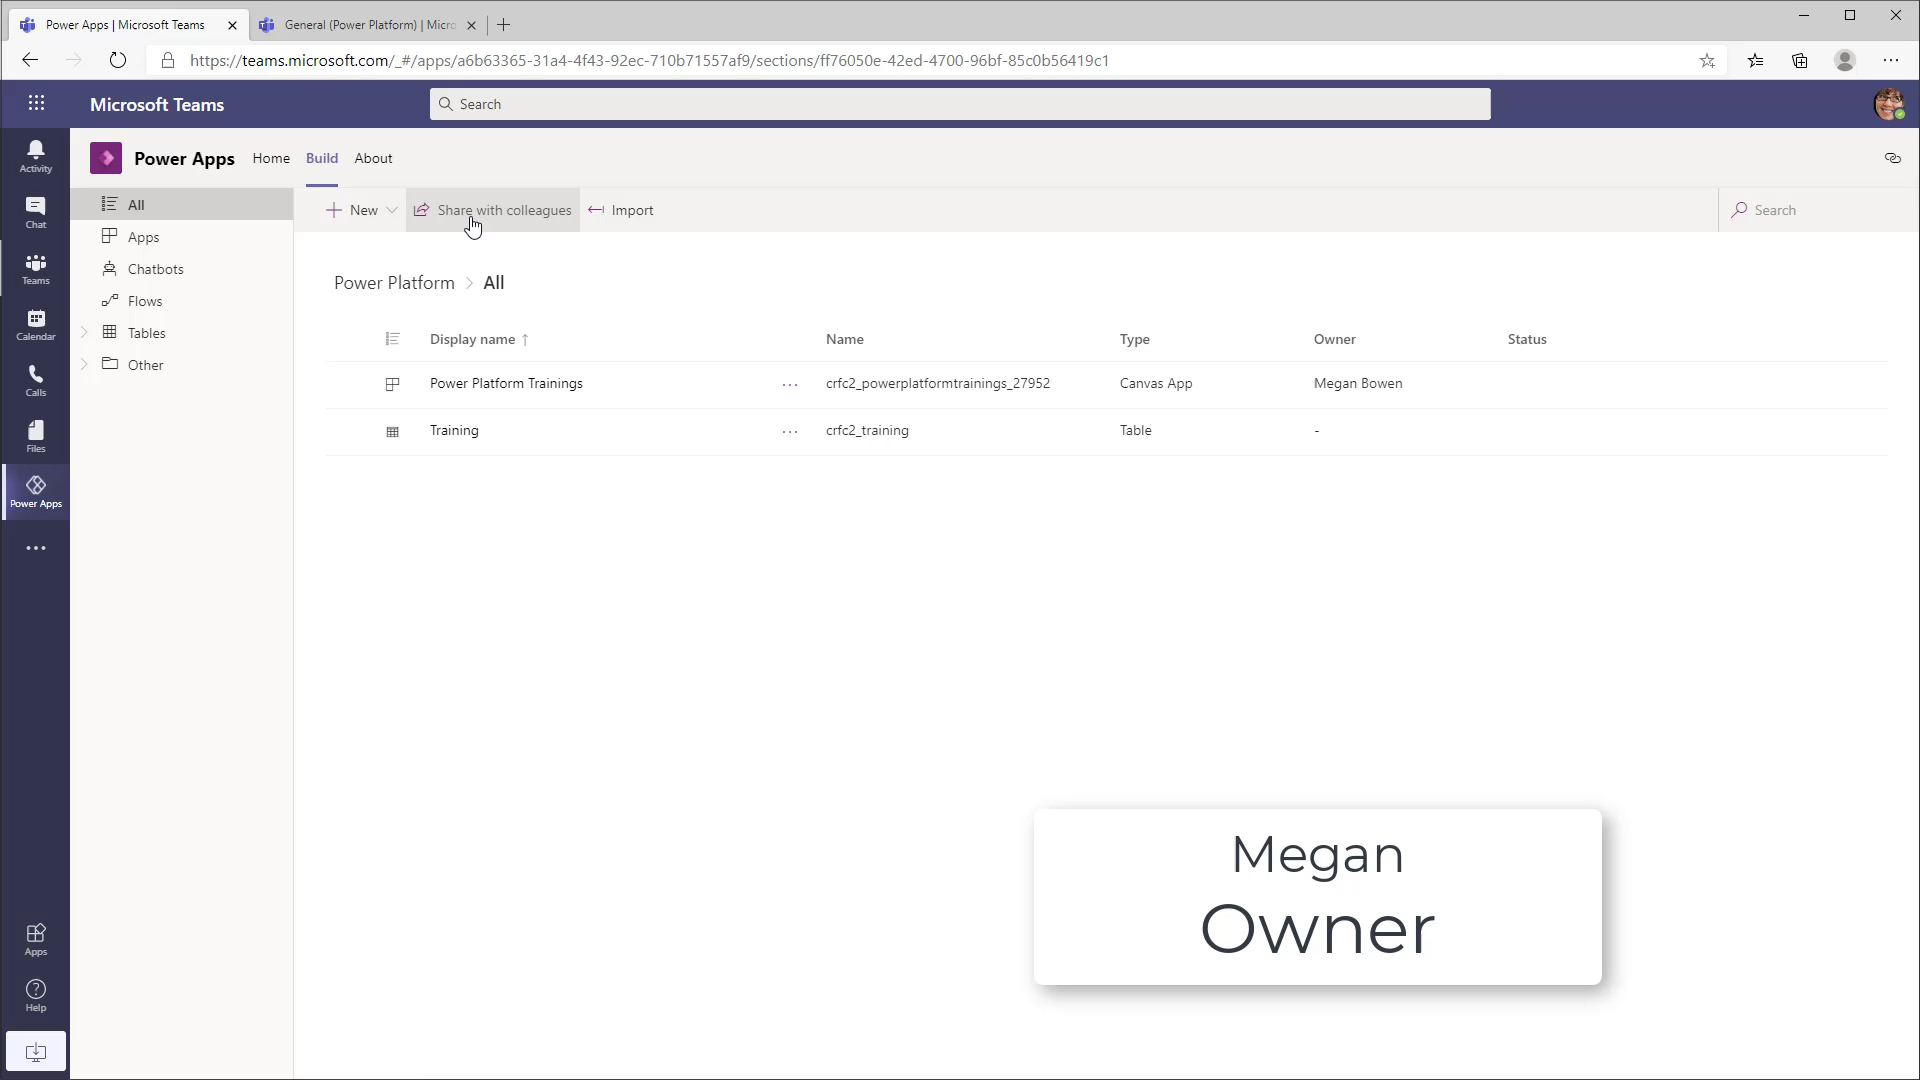 Power Apps | Microsoft Teams
General (Power Platform) | Micro
https://teams.microsoft.com/_#/apps/a6b63365-31a4-4f43-92ec-710b71557af9/sections/ff76050e-42ed-4700-96bf-85c0b56419c1
Microsoft Teams
Search
Activity
Chat
Teams
Calendar
Calls
Files
Power Apps
Apps
Help
Power Apps
Home
Build
About
All
Apps
Chatbots
Flows
Tables
Other
New
Share with colleagues
Import
Search
Power Platform > All
Display name ↑ Name Type Owner Status
Power Platform Trainings ... crfc2_powerplatformtrainings_27952 Canvas App Megan Bowen
Training ... crfc2_training Table -
Megan
Owner